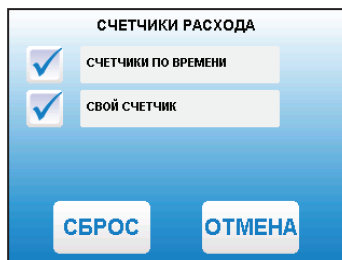 СЧЕТЧИКИ РАСХОДА
СЧЕТЧИКИ ПО ВРЕМЕНИ
СВОЙ СЧЕТЧИК
СБРОС ОТМЕНА